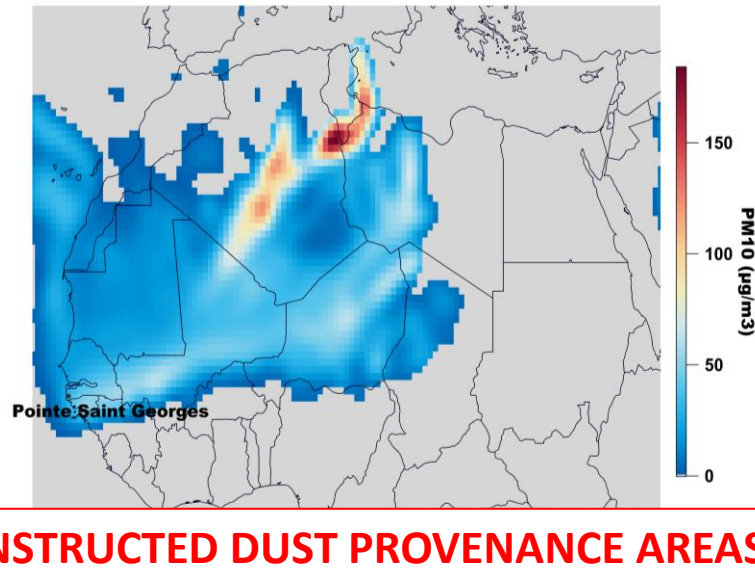 150
100
50
0
PM10 (µg/m3)
Pointe Saint Georges
NSTRUCTED DUST PROVENANCE AREAS